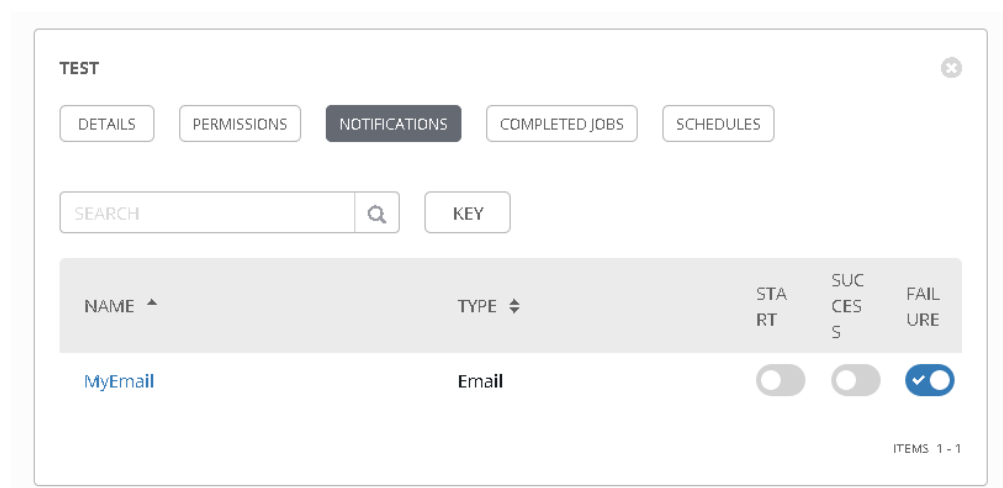 TEST
DETAILS PERMISSIONS NOTIFICATIONS COMPLETED JOBS SCHEDULES
SEARCH KEY
NAME TYPE STA RT SUC CES S FAIL URE
MyEmail Email
ITEMS 1 - 1